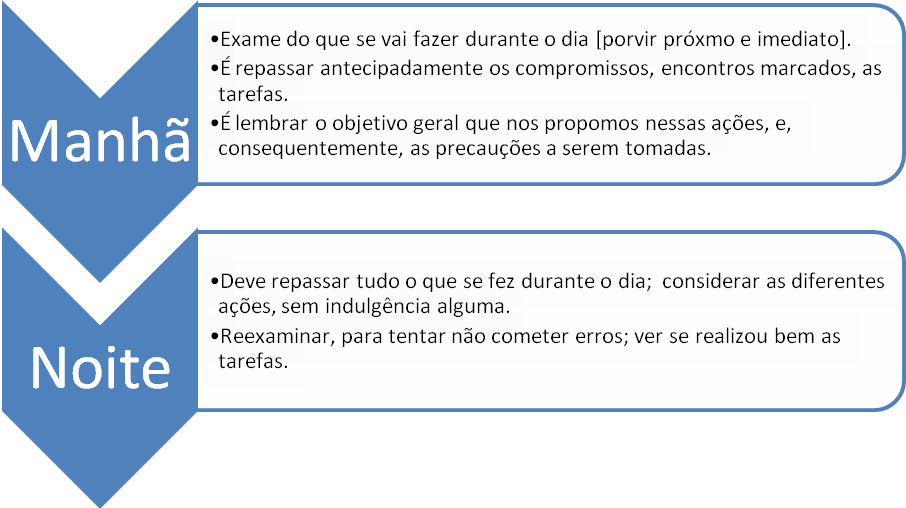 Manhã
•Exame do que se vai fazer durante o dia [porvir próxmo e imediato].
•É repassar antecipadamente os compromissos, encontros marcados, as
tarefas.
•É lembrar o objetivo geral que nos propomos nessas ações, e,
consequentemente, as precauções a serem tomadas.
Noite
•Deve repassar tudo o que se fez durante o dia;  considerar as diferentes
ações, sem indulgência alguma.
•Reexaminar, para tentar não cometer erros; ver se realizou bem as
tarefas.